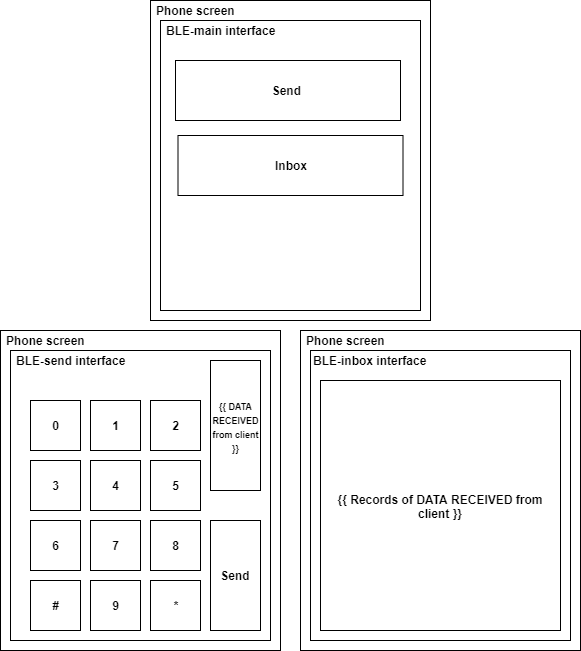 Phone screen
BLE-main interface
Send
Inbox
Phone screen
BLE-send interface
{{ DATA
RECEIVED
from client
}}
0
1
2
3
4
5
6
7
8
#
9
*
Send
Phone screen
BLE-inbox interface
{{ Records of DATA RECEIVED from
client }}